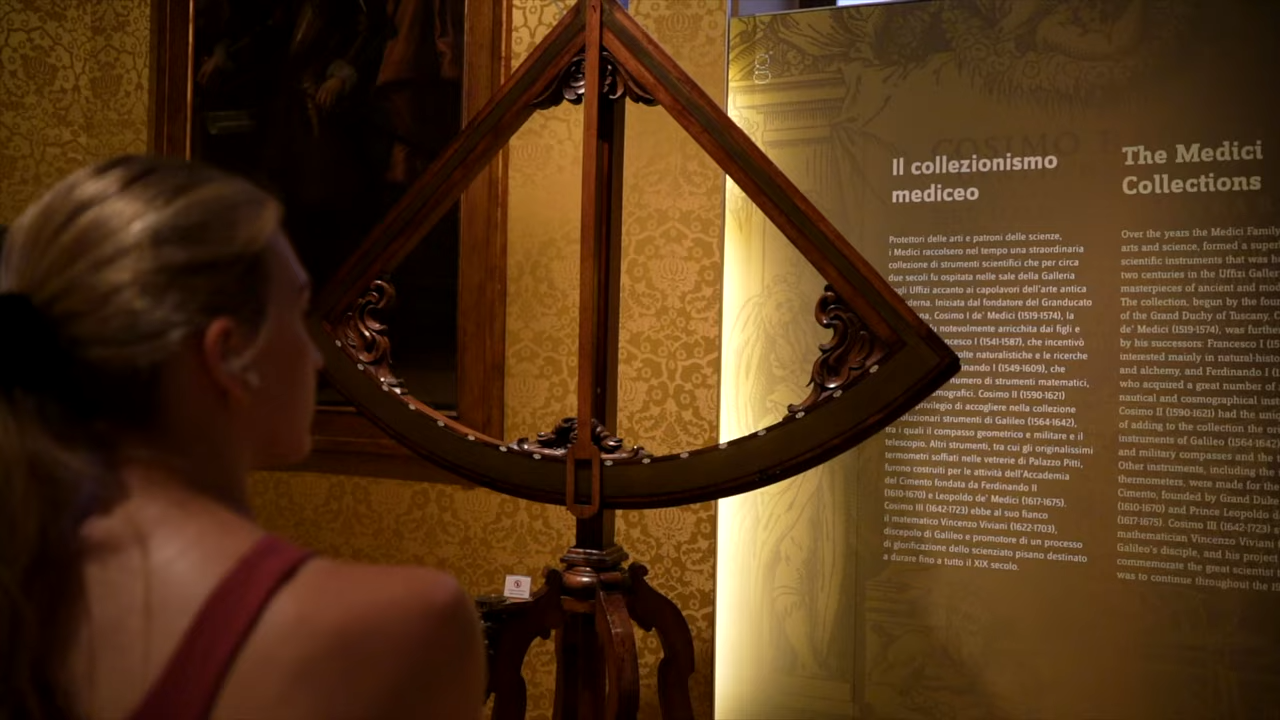 Il collezionismo
mediceo
Protettori delle arti e patroni delle scienze,
i Medici raccolsero nel tempo una straordinaria
collezione di strumenti scientifici che per circa
due secoli fu ospitata nelle sale della Galleria
degli Uffizi accanto ai capolavori dell'arte antica
Iniziata dal fondatore del Granducato
Cosimo I de' Medici (1519-1574), la
notevolmente arricchita dai figli e
(1541-1587), che incentivò
naturalistiche e le ricerche
(1549-1609), che
numero di strumenti matematici,
Cosimo II (1590-1621)
privilegio di accogliere nella collezione
strumenti di Galileo (1564-1642),
tra i quali il compasso geometrico e militare e il
telescopio. Altri strumenti, tra cui gli originalissimi
termometri soffiati nelle vetrerie di Palazzo Pitti,
furono costruiti per le attività dell'Accademia
del Cimento fondata da Ferdinando II
(1610-1670) e Leopoldo de' Medici (1617-1675).
Cosimo III (1642-1723) ebbe al suo fianco
il matematico Vincenzo Viviani (1622-1703),
discepolo di Galileo e promotore di un processo
di glorificazione dello scienziato pisano destinato
a durare fino a tutto il XIX secolo.
The Medici
Collections
Over the years the Medici Family
arts and science, formed a
scientific instruments that was
two centuries in the Uffizi
masterpieces of ancient and
The collection, begun by the
of the Grand Duchy of Tuscany,
de' Medici (1519-1574), was
by his successors: Francesco I
interested mainly in
and alchemy, and Ferdinand I
who acquired a great number of
nautical and cosmographical
Cosimo II (1590-1621) had the
of adding to the collection the
instruments of Galileo
and military compasses and the
Other instruments, including the
thermometers, were made for the
Cimento, founded by Grand
(1610-1670) and Prince Leopoldo
(1617-1675). Cosimo III (1642-1723)
mathematician Vincenzo Viviani
Galileo's disciple, and his
commemorate the great scientist
was to continue throughout the